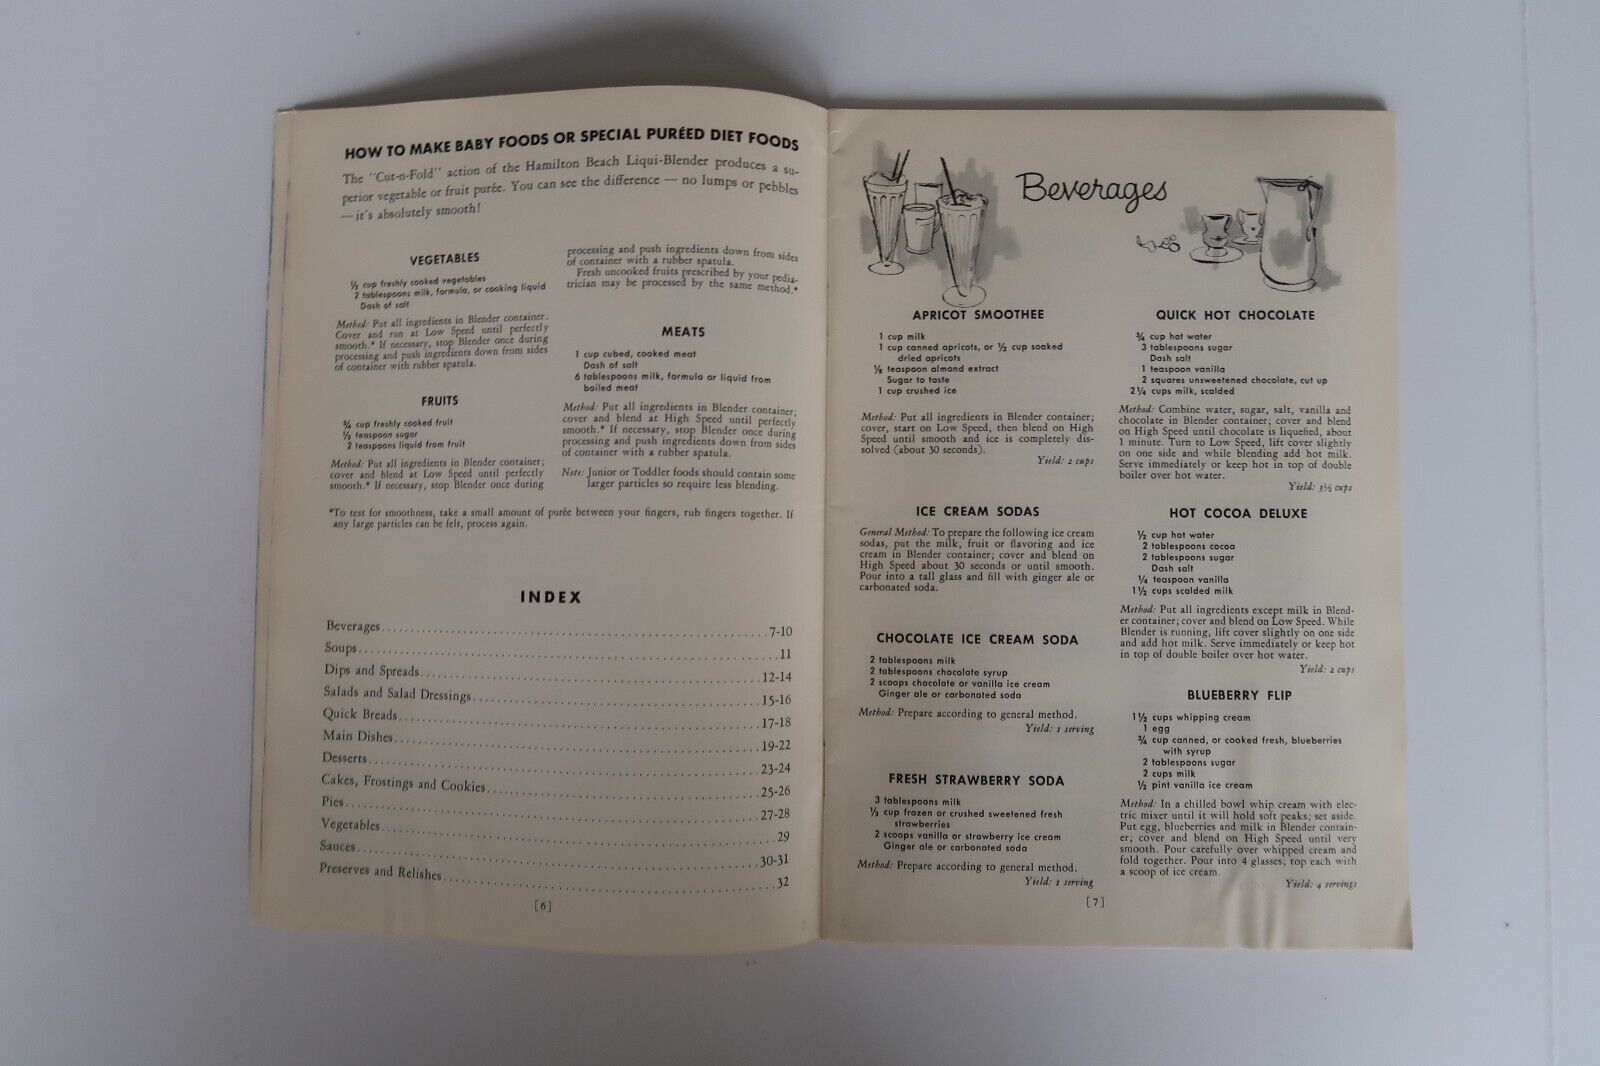 HOW TO MAKE BABY FOODS OR SPECIAL PURÉED DIET FOODS
The "Cut-n-Fold" action of the Hamilton Beach Liqui-Blender produces a su-
perior vegetable or fruit purée. You can see the difference — no lumps or pebbles
— it's absolutely smooth!
VEGETABLES
½ cup freshly cooked vegetables
2 tablespoons milk, formula, or cooking liquid
Dash of salt
Method: Put all ingredients in Blender container.
Cover and run at Low Speed until perfectly
smooth.* If necessary, stop Blender once during
processing and push ingredients down from sides
of container with rubber spatula.
FRUITS
¾ cup freshly cooked fruit
½ teaspoon sugar
2 teaspoons liquid from fruit
Method: Put all ingredients in Blender container;
cover and blend at Low Speed until perfectly
smooth.* If necessary, stop Blender once during
processing and push ingredients down from sides
of container with a rubber spatula.
Fresh uncooked fruits prescribed by your pedia-
trician may be processed by the same method.*
MEATS
1 cup cubed, cooked meat
Dash of salt
6 tablespoons milk, formula or liquid from
boiled meat
Method: Put all ingredients in Blender container;
cover and blend at High Speed until perfectly
smooth.* If necessary, stop Blender once during
processing and push ingredients down from sides
of container with a rubber spatula.
Note: Junior or Toddler foods should contain some
larger particles so require less blending.
*To test for smoothness, take a small amount of purée between your fingers, rub fingers together. If
any large particles can be felt, process again.
INDEX
Beverages 7-10
Soups 11
Dips and Spreads 12-14
Salads and Salad Dressings 15-16
Quick Breads 17-18
Main Dishes 19-22
Desserts 23-24
Cakes, Frostings and Cookies 25-26
Pies 27-28
Vegetables 29
Sauces 30-31
Preserves and Relishes 32
[6]
Beverages
APRICOT SMOOTHEE
1 cup milk
1 cup canned apricots, or ½ cup soaked
dried apricots
⅛ teaspoon almond extract
Sugar to taste
1 cup crushed ice
Method: Put all ingredients in Blender container;
cover, start on Low Speed, then blend on High
Speed until smooth and ice is completely dis-
solved (about 30 seconds).
Yield: 2 cups
ICE CREAM SODAS
General Method: To prepare the following ice cream
sodas, put the milk, fruit or flavoring and ice
cream in Blender container; cover and blend on
High Speed about 30 seconds or until smooth.
Pour into a tall glass and fill with ginger ale or
carbonated soda.
CHOCOLATE ICE CREAM SODA
2 tablespoons milk
2 tablespoons chocolate syrup
2 scoops chocolate or vanilla ice cream
Ginger ale or carbonated soda
Method: Prepare according to general method.
Yield: 1 serving
FRESH STRAWBERRY SODA
3 tablespoons milk
⅓ cup frozen or crushed sweetened fresh
strawberries
2 scoops vanilla or strawberry ice cream
Ginger ale or carbonated soda
Method: Prepare according to general method.
Yield: 1 serving
QUICK HOT CHOCOLATE
¾ cup hot water
3 tablespoons sugar
Dash salt
1 teaspoon vanilla
2 squares unsweetened chocolate, cut up
2¼ cups milk, scalded
Method: Combine water, sugar, salt, vanilla and
chocolate in Blender container; cover and blend
on High Speed until chocolate is liquefied, about
1 minute. Turn to Low Speed, lift cover slightly
on one side and while blending add hot milk.
Serve immediately or keep hot in top of double
boiler over hot water.
Yield: 3½ cups
HOT COCOA DELUXE
½ cup hot water
2 tablespoons cocoa
2 tablespoons sugar
Dash salt
¼ teaspoon vanilla
1½ cups scalded milk
Method: Put all ingredients except milk in Blend-
er container; cover and blend on Low Speed. While
Blender is running, lift cover slightly on one side
and add hot milk. Serve immediately or keep hot
in top of double boiler over hot water.
Yield: 2 cups
BLUEBERRY FLIP
1½ cups whipping cream
1 egg
¾ cup canned, or cooked fresh, blueberries
with syrup
2 tablespoons sugar
2 cups milk
½ pint vanilla ice cream
Method: In a chilled bowl whip cream with elec-
tric mixer until it will hold soft peaks; set aside.
Put egg, blueberries and milk in Blender contain-
er; cover and blend on High Speed until very
smooth. Pour carefully over whipped cream and
fold together. Pour into 4 glasses; top each with
a scoop of ice cream.
Yield: 4 servings
[7]